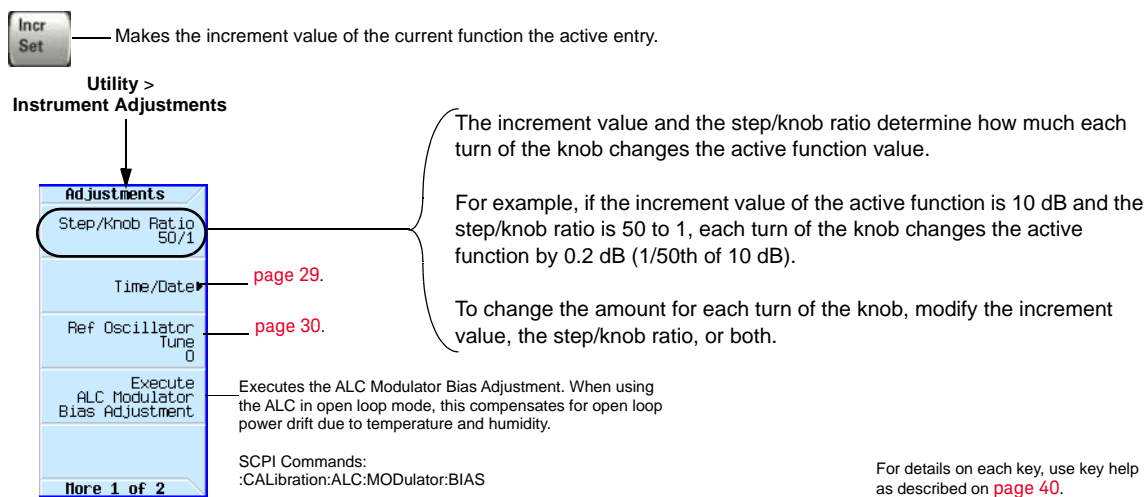 Incr
Set
Makes the increment value of the current function the active entry.
Utility >
Instrument Adjustments
Adjustments
Step/Knob Ratio
50/1
Time/Date
page 29.
Ref Oscillator
Tune
0
page 30.
Execute
ALC Modulator
Bias Adjustment
More 1 of 2
The increment value and the step/knob ratio determine how much each
turn of the knob changes the active function value.
For example, if the increment value of the active function is 10 dB and the
step/knob ratio is 50 to 1, each turn of the knob changes the active
function by 0.2 dB (1/50th of 10 dB).
To change the amount for each turn of the knob, modify the increment
value, the step/knob ratio, or both.
Executes the ALC Modulator Bias Adjustment. When using
the ALC in open loop mode, this compensates for open loop
power drift due to temperature and humidity.
SCPI Commands:
:CALibration:ALC:MODulator:BIAS
For details on each key, use key help
as described on page 40.